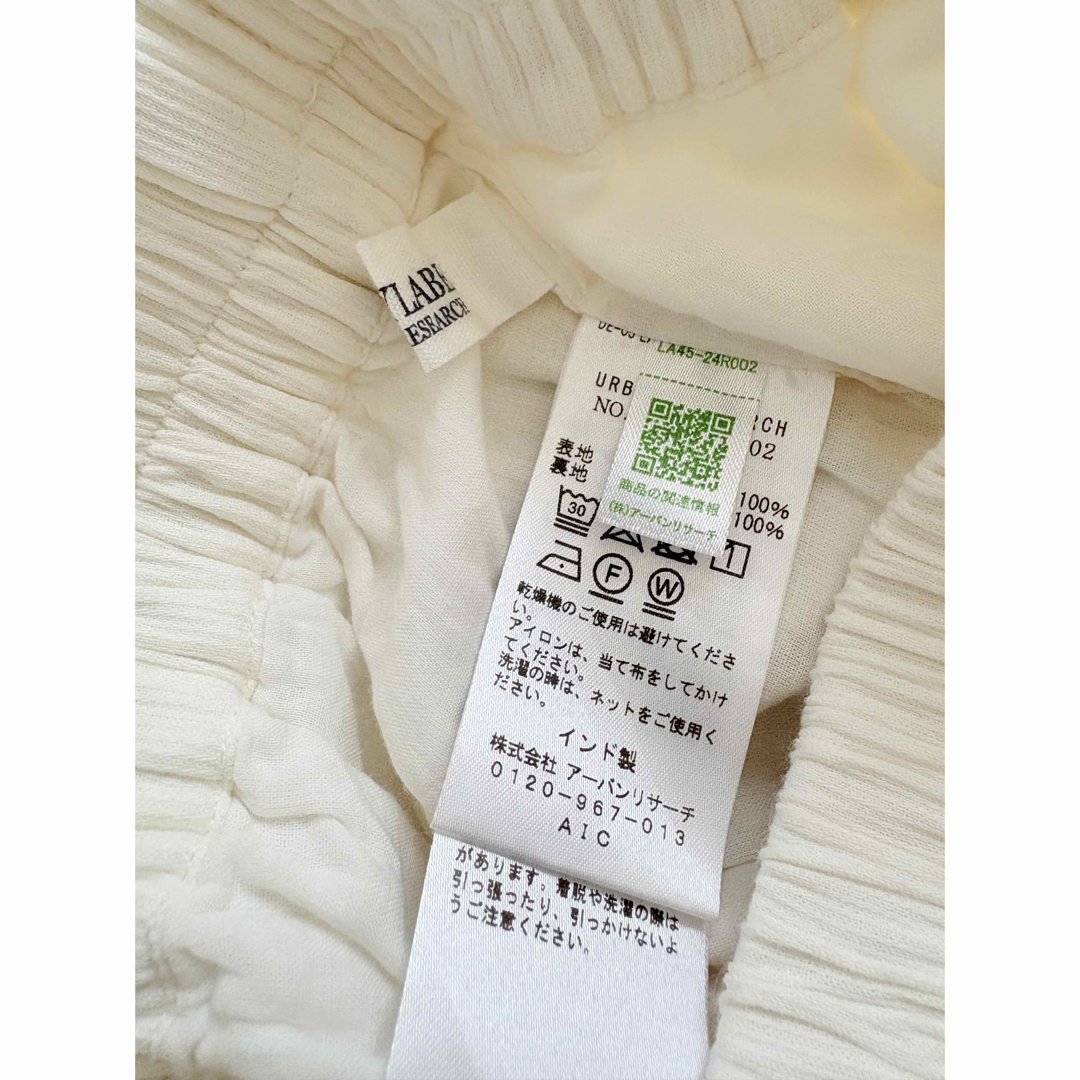 LAB
ESEARCH
LA45-24R002
URB RCH
NO. 02
表地 100%
裏地 100%
商品の関連情報
(株)アーバンリサーチ
30
1
F W
乾燥機のご使用は避けてくださ
い。
アイロンは、当て布をしてかけ
てください。
洗濯の時は、ネットをご使用く
ださい。
インド製
株式会社 アーバンリサーチ
0120-967-013
AIC
があります。着脱や洗濯の際は
引っ張ったり、引っかけないよ
うご注意ください。